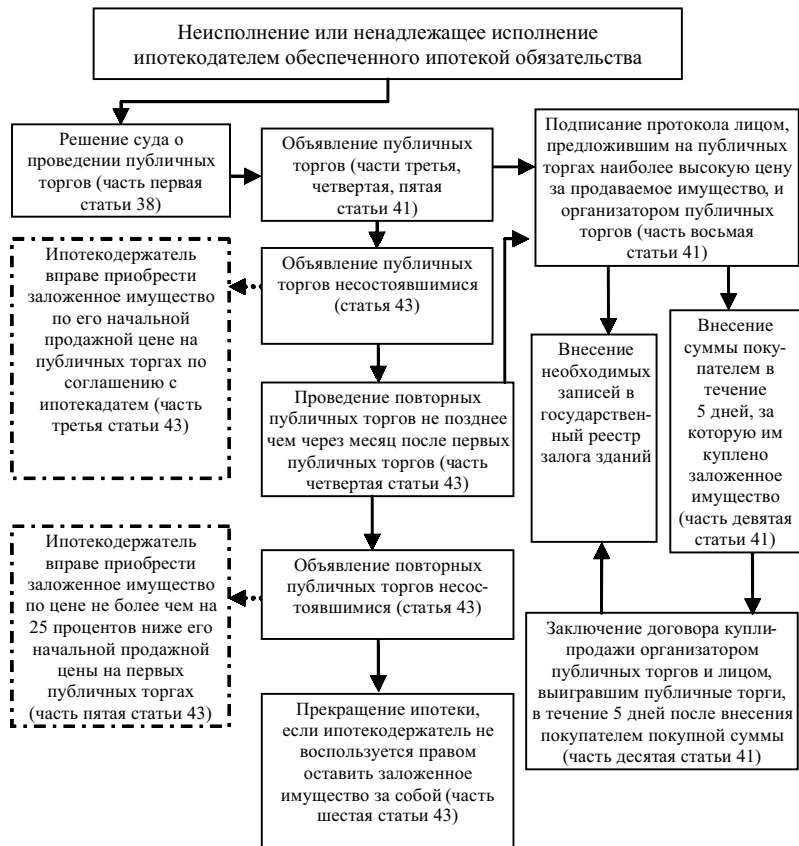 Неисполнение или ненадлежащее исполнение
ипотекодателем обеспеченного ипотекой обязательства
Решение суда о
проведении публичных
торгов (часть первая
статьи 38)
Объявление публичных
торгов (части третья,
четвертая, пятая
статьи 41)
Подписание протокола лицом,
предложившим на публичных
торгах наиболее высокую цену
за продаваемое имущество, и
организатором публичных
торгов (часть восьмая
статьи 41)
Ипотекодержатель
вправе приобрести
заложенное имущество
по его начальной
продажной цене на
публичных торгах по
соглашению с
ипотекадатем (часть
третья статьи 43)
Объявление публичных
торгов несостоявшимися
(статья 43)
Внесение
необходимых
записей в
государствен-
ный реестр
залога зданий
Внесение
суммы поку-
пателем в
течение
5 дней, за
которую им
куплено
заложенное
имущество
(часть девятая
статьи 41)
Проведение повторных
публичных торгов не позднее
чем через месяц после первых
публичных торгов (часть
четвертая статьи 43)
Ипотекодержатель
вправе приобрести
заложенное имущество
по цене не более чем на
25 процентов ниже его
начальной продажной
цены на первых
публичных торгах
(часть пятая статьи 43)
Объявление повторных
публичных торгов несос-
тоявшимися (статья 43)
Заключение договора купли-
продажи организатором
публичных торгов и лицом,
выигравшим публичные торги,
в течение 5 дней после внесения
покупателем покупной суммы
(часть десятая статьи 41)
Прекращение ипотеки,
если ипотекодержатель не
воспользуется правом
оставить заложенное
имущество за собой (часть
шестая статьи 43)